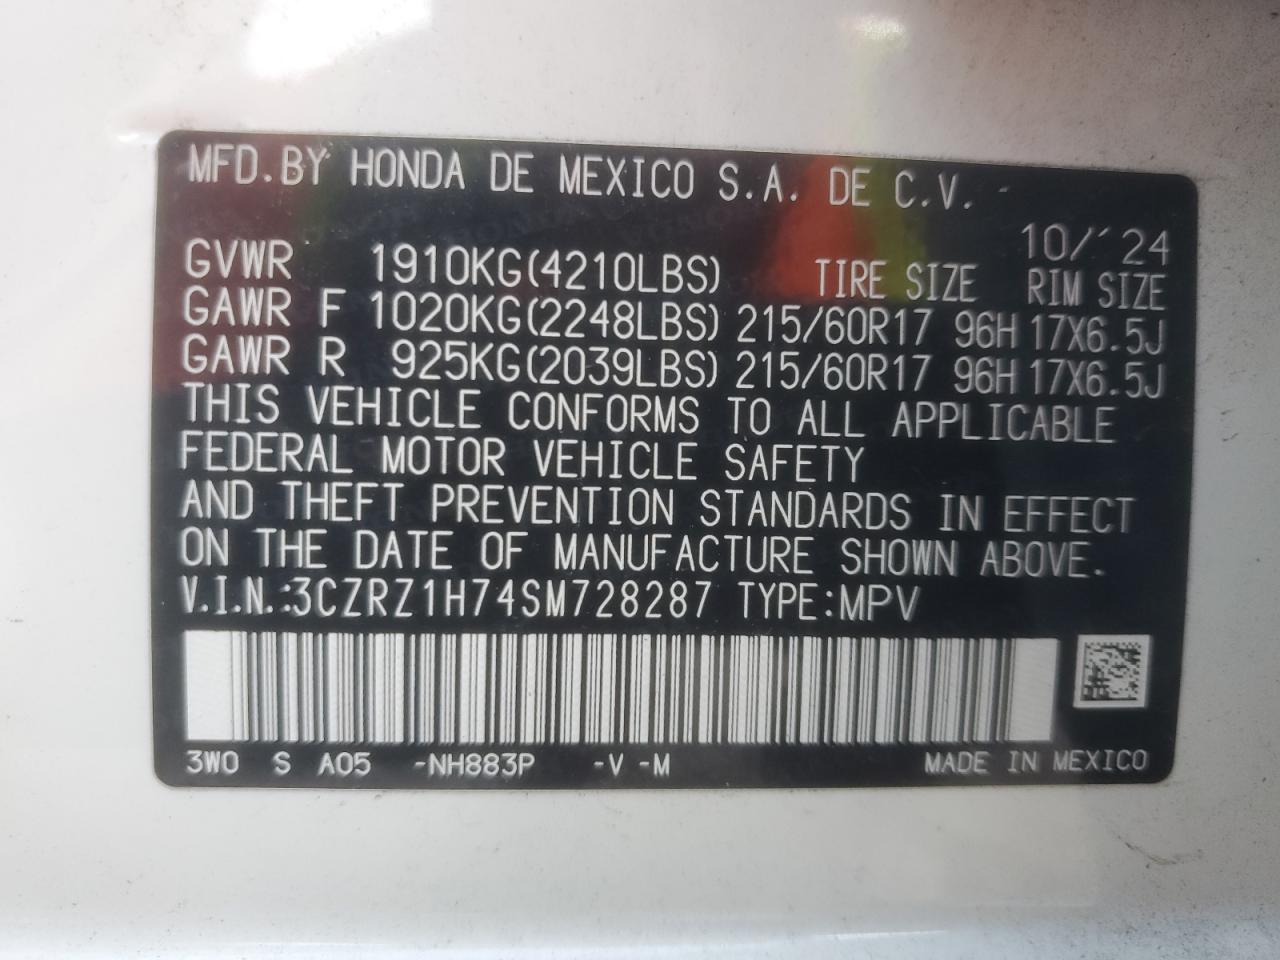 MFD.BY HONDA DE MEXICO S.A. DE C.V.
10/ 24
GVWR 1910KG(4210LBS) TIRE SIZE RIM SIZE
GAWR F 1020KG(2248LBS) 215/60R17 96H 17X6.5J
GAWR R 925KG(2039LBS) 215/60R17 96H 17X6.5J
THIS VEHICLE CONFORMS TO ALL APPLICABLE
FEDERAL MOTOR VEHICLE SAFETY
AND THEFT PREVENTION STANDARDS IN EFFECT
ON THE DATE OF MANUFACTURE SHOWN ABOVE.
V.I.N.:3CZRZ1H74SM728287 TYPE:MPV
3W0 S A05 -NH883P -V -M MADE IN MEXICO